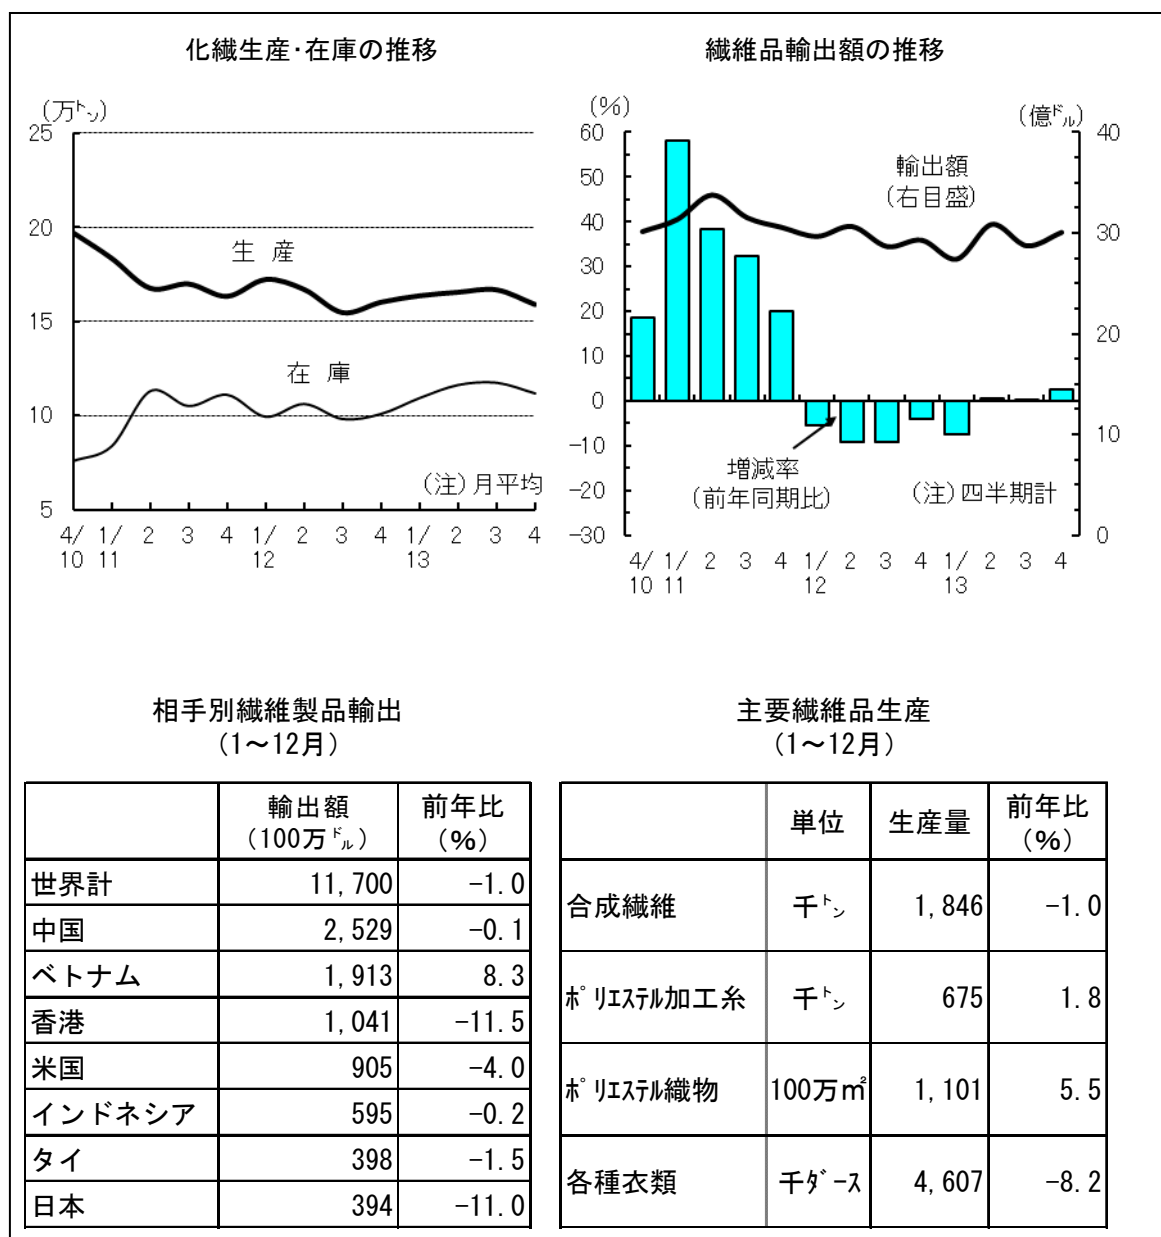 化繊生産･在庫の推移
(万㌧)
25
20
15
10
5
生 産
在 庫
(注)月平均
4/ 1/ 2 3 4 1/ 2 3 4 1/ 2 3 4
10 11 12 13
繊維品輸出額の推移
(%)
(億㌦)
60
50
40
30
20
10
0
-10
-20
-30
40
30
20
10
0
輸出額
(右目盛)
増減率
(前年同期比)
(注)四半期計
4/ 1/ 2 3 4 1/ 2 3 4 1/ 2 3 4
10 11 12 13
相手別繊維製品輸出
(1～12月)
輸出額 前年比
(100万㌦) (%)
世界計 11,700 -1.0
中国 2,529 -0.1
ベトナム 1,913 8.3
香港 1,041 -11.5
米国 905 -4.0
インドネシア 595 -0.2
タイ 398 -1.5
日本 394 -11.0
主要繊維品生産
(1～12月)
単位 生産量 前年比
(%)
合成繊維 千㌧ 1,846 -1.0
ﾎﾟﾘｴｽﾃﾙ加工糸 千㌧ 675 1.8
ﾎﾟﾘｴｽﾃﾙ織物 100万㎡ 1,101 5.5
各種衣類 千ﾀﾞｰｽ 4,607 -8.2